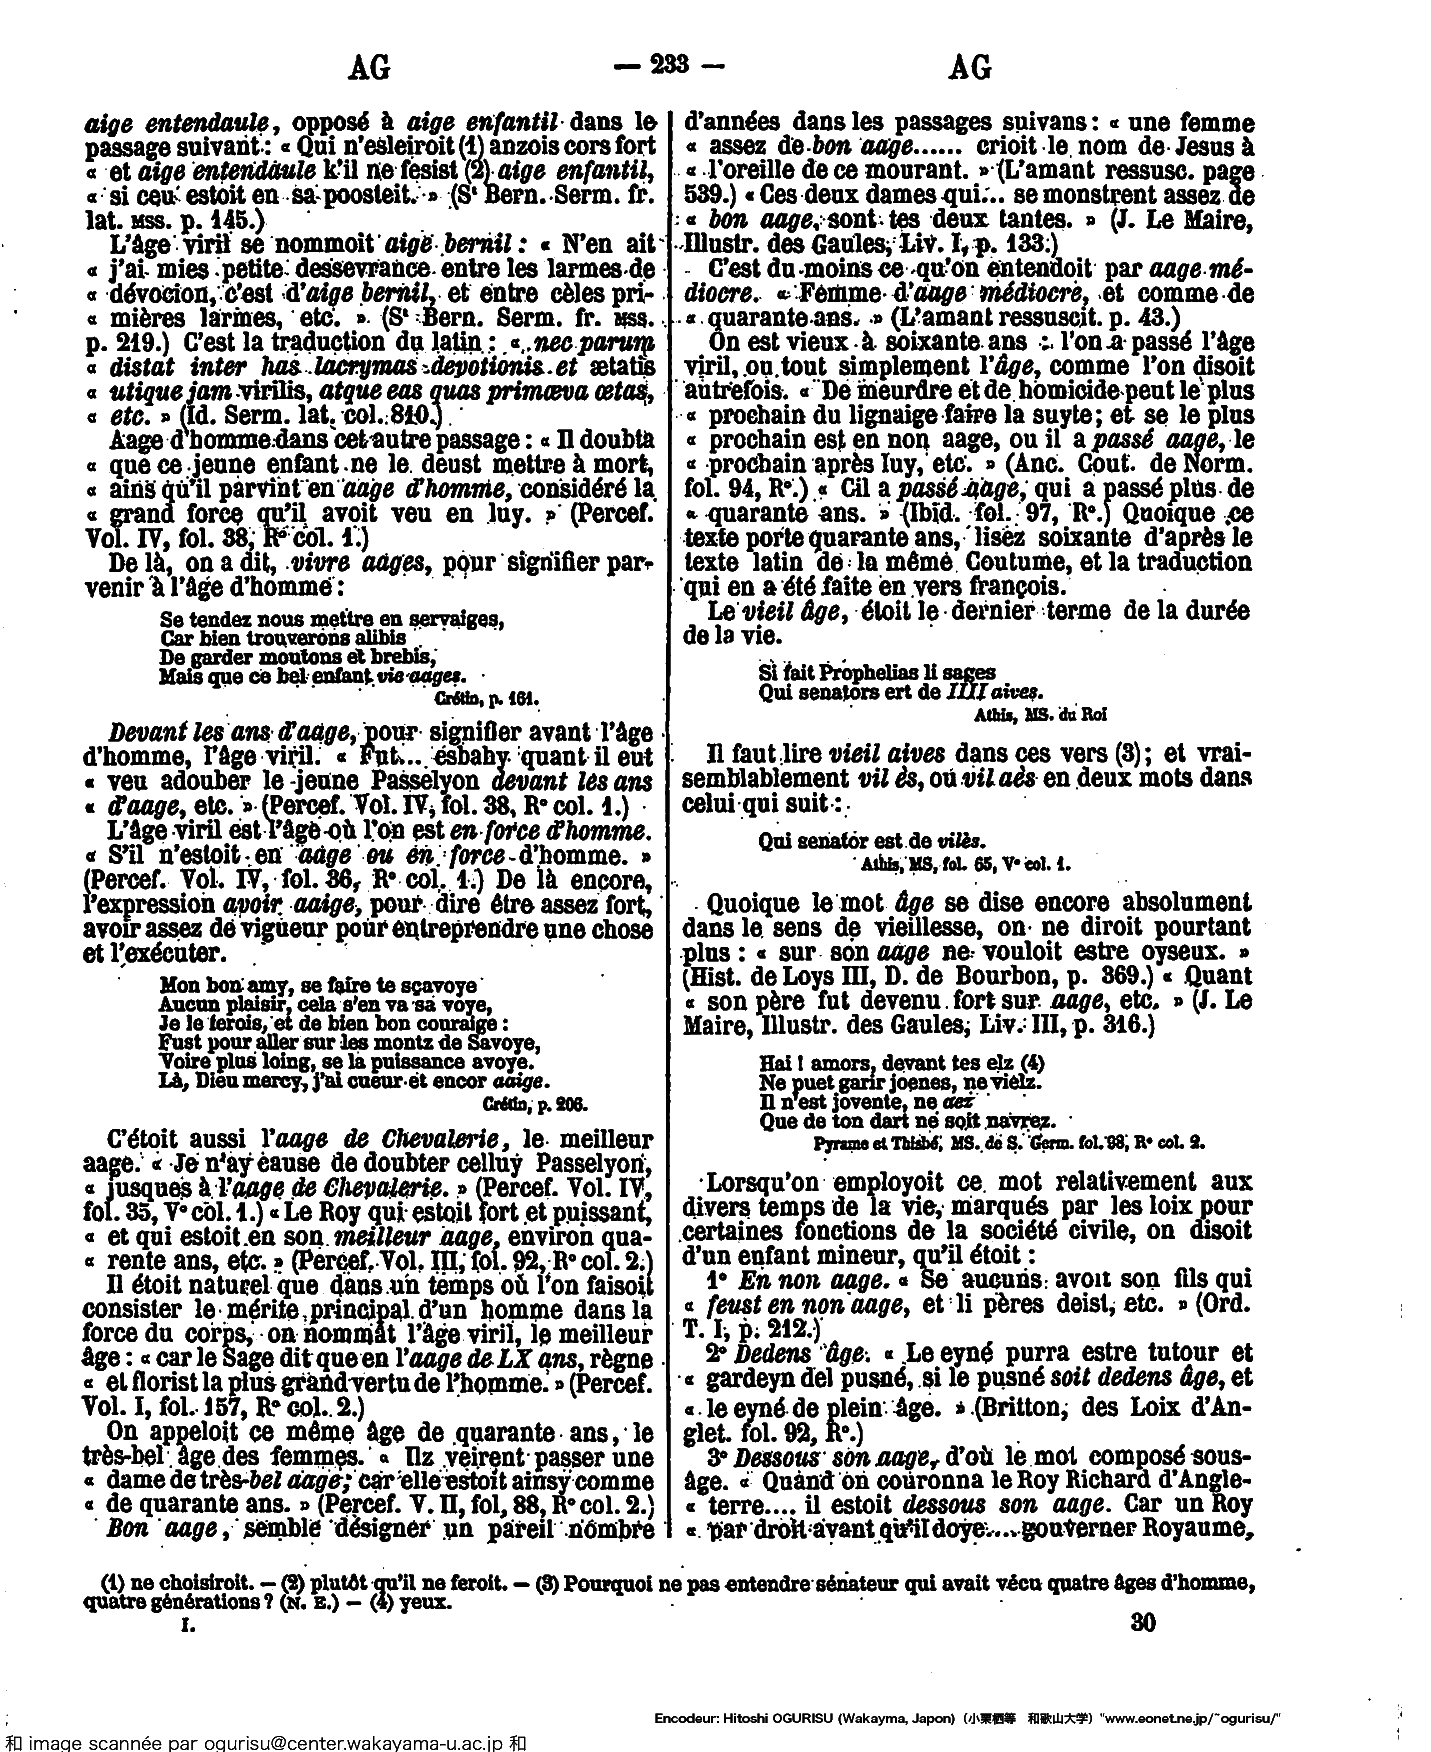 AG — 233 — AG
aige entendaule, opposé à aige enfantil dans le
passage suivant : « Qui n'esleiroit (1) anzois cors fort
« et aige entendaule k'il ne fesist (2) aige enfantil,
« si ceu estoit en sa poosteit. » (St Bern. Serm. fr.
lat. MSS. p. 145.)
L'âge viril se nommoit aige bernil : « N'en ait
« j'ai mies petite dessevrance entre les larmes de
« dévocion, c'est d'aige bernil, et entre cèles pri-
« mières larmes, etc. » (St Bern. Serm. fr. MSS.
p. 219.) C'est la traduction du latin : « nec parum
« distat inter has lacrymas devotionis et ætatis
« utique jam virilis, atque eas quas primæva ætas,
« etc. » (Id. Serm. lat. col. 810.)
Aage d'homme dans cet autre passage : « Il doubta
« que ce jeune enfant ne le deust mettre à mort,
« ains qu'il parvint en aage d'homme, considéré la
« grand force qu'il avoit veu en luy. » (Percef.
Vol. IV, fol. 38, R° col. 1.)
De là, on a dit, vivre aages, pour signifier par-
venir à l'âge d'homme :
Se tendez nous mettre en servaiges,
Car bien trouverons alibis
De garder moutons et brebis,
Mais que ce bel enfant vie aages.
Crétin, p. 161.
Devant les ans d'aage, pour signifier avant l'âge
d'homme, l'âge viril. « Fut... esbahy quant il eut
« veu adouber le jeune Passelyon devant les ans
« d'aage, etc. » (Percef. Vol. IV, fol. 38, R° col. 1.)
L'âge viril est l'âge où l'on est en force d'homme.
« S'il n'estoit en aage ou en force d'homme. »
(Percef. Vol. IV, fol. 36, R° col. 1.) De là encore,
l'expression avoir aaige, pour dire être assez fort,
avoir assez de vigueur pour entreprendre une chose
et l'exécuter.
Mon bon amy, se faire te sçavoye
Aucun plaisir, cela s'en va sa voye,
Je le ferois, et de bien bon couraige :
Fust pour aller sur les montz de Savoye,
Voire plus loing, se la puissance avoye.
Là, Dieu mercy, j'ai cueur et encor aaige.
Crétin, p. 206.
C'étoit aussi l'aage de Chevalerie, le meilleur
aage. « Je n'ay cause de doubter celluy Passelyon,
« jusques à l'aage de Chevalerie. » (Percef. Vol. IV,
fol. 35, V° col. 1.) « Le Roy qui estoit fort et puissant,
« et qui estoit en son meilleur aage, environ qua-
« rente ans, etc. » (Percef. Vol. III, fol. 92, R° col. 2.)
Il étoit naturel que dans un temps où l'on faisoit
consister le mérite principal d'un homme dans la
force du corps, on nommât l'âge viril, le meilleur
âge : « car le Sage dit que en l'aage de LX ans, règne
« et florist la plus grand vertu de l'homme. » (Percef.
Vol. I, fol. 157, R° col. 2.)
On appeloit ce même âge de quarante ans, le
très-bel âge des femmes. « Ilz veirent passer une
« dame de très-bel aage; car elle estoit ainsy comme
« de quarante ans. » (Percef. V. II, fol, 88, R° col. 2.)
Bon aage, semble désigner un pareil nombre
d'années dans les passages suivans : « une femme
« assez de bon aage...... crioit le nom de Jesus à
« l'oreille de ce mourant. » (L'amant ressusc. page
539.) « Ces deux dames qui... se monstrent assez de
« bon aage, sont tes deux tantes. » (J. Le Maire,
Illustr. des Gaules, Liv. I, p. 133.)
C'est du moins ce qu'on entendoit par aage mé-
diocre. « Femme d'aage médiocre, et comme de
« quarante ans. » (L'amant ressuscit. p. 43.)
On est vieux à soixante ans : l'on a passé l'âge
viril, ou tout simplement l'âge, comme l'on disoit
autrefois. « De meurdre et de homicide peut le plus
« prochain du lignaige faire la suyte; et se le plus
« prochain est en non aage, ou il a passé aage, le
« prochain après luy, etc. » (Anc. Cout. de Norm.
fol. 94, R°.) « Cil a passé aage, qui a passé plus de
« quarante ans. » (Ibid. fol. 97, R°.) Quoique ce
texte porte quarante ans, lisez soixante d'après le
texte latin de la même Coutume, et la traduction
qui en a été faite en vers françois.
Le vieil âge, étoit le dernier terme de la durée
de la vie.
Si fait Prophelias li sages
Qui senators ert de IIII aives.
Athis, MS. du Roi
Il faut lire vieil aives dans ces vers (3); et vrai-
semblablement vil ès, ou vil aès en deux mots dans
celui qui suit :
Qui senator est de vilès.
Athis, MS, fol. 65, V° col. 1.
Quoique le mot âge se dise encore absolument
dans le sens de vieillesse, on ne diroit pourtant
plus : « sur son aage ne vouloit estre oyseux. »
(Hist. de Loys III, D. de Bourbon, p. 369.) « Quant
« son père fut devenu fort sur aage, etc. » (J. Le
Maire, Illustr. des Gaules, Liv. III, p. 316.)
Hai ! amors, devant tes elz (4)
Ne puet garir joenes, ne vielz.
Il n'est jovente, ne aez
Que de ton dart ne soit navrez.
Pyrame et Thisbé, MS. de S. Germ. fol. 98, R° col. 2.
Lorsqu'on employoit ce mot relativement aux
divers temps de la vie, marqués par les loix pour
certaines fonctions de la société civile, on disoit
d'un enfant mineur, qu'il étoit :
1° En non aage. « Se aucuns avoit son fils qui
« feust en non aage, et li pères deist, etc. » (Ord.
T. I, p. 212.)
2° Dedens âge. « Le eyné purra estre tutour et
« gardeyn del pusné, si le pusné soit dedens âge, et
« le eyné de plein âge. » (Britton, des Loix d'An-
glet. fol. 92, R°.)
3° Dessous son aage, d'où le mot composé sous-
âge. « Quand on couronna le Roy Richard d'Angle-
« terre.... il estoit dessous son aage. Car un Roy
« par droit avant qu'il doye.... gouverner Royaume,
(1) ne choisiroit. — (2) plutôt qu'il ne feroit. — (3) Pourquoi ne pas entendre sénateur qui avait vécu quatre âges d'homme,
quatre générations ? (N. E.) — (4) yeux.
I. 30
Encodeur: Hitoshi OGURISU (Wakayma, Japon) (小栗栖等 和歌山大学) "www.eonet.ne.jp/~ogurisu/"
和 image scannée par ogurisu@center.wakayama-u.ac.jp 和